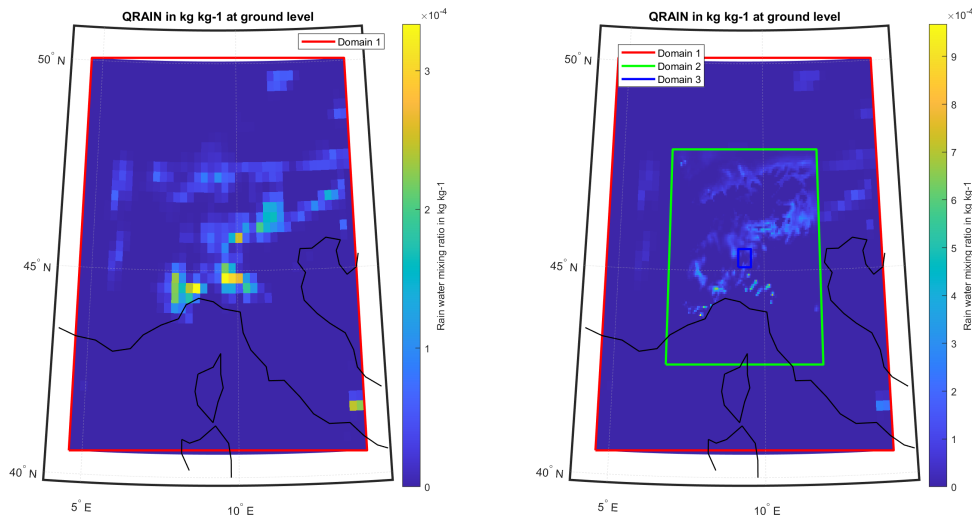 QRAIN in kg kg-1 at ground level
×10-4
Domain 1
50° N
45° N
40° N
5° E
10° E
3
2
1
0
Rain water mixing ratio in kg kg-1
QRAIN in kg kg-1 at ground level
×10-4
Domain 1
Domain 2
Domain 3
50° N
45° N
40° N
5° E
10° E
9
8
7
6
5
4
3
2
1
0
Rain water mixing ratio in kg kg-1